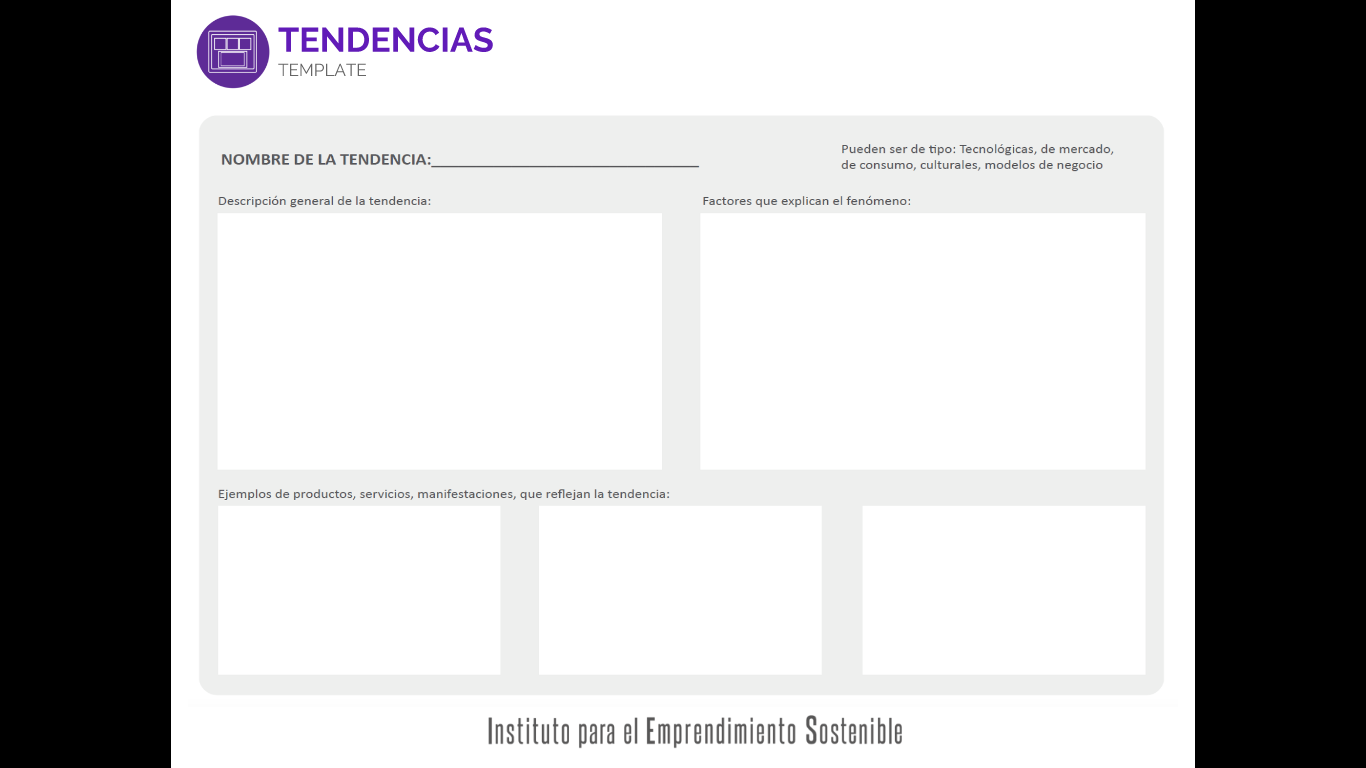 TENDENCIAS
TEMPLATE
NOMBRE DE LA TENDENCIA:______________________________
Pueden ser de tipo: Tecnológicas, de mercado,
de consumo, culturales, modelos de negocio
Descripción general de la tendencia:
Factores que explican el fenómeno:
Ejemplos de productos, servicios, manifestaciones, que reflejan la tendencia:
Instituto para el Emprendimiento Sostenible